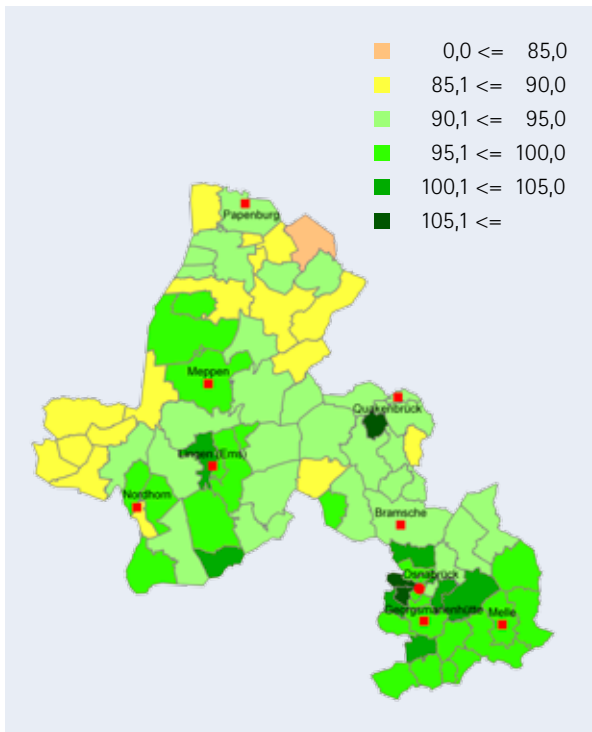 0,0 <= 85,0
85,1 <= 90,0
90,1 <= 95,0
95,1 <= 100,0
100,1 <= 105,0
105,1 <=
Papenburg
Meppen
Quakenbrück
Lingen (Ems)
Nordhorn
Bramsche
Osnabrück
Georgsmarienhütte Melle